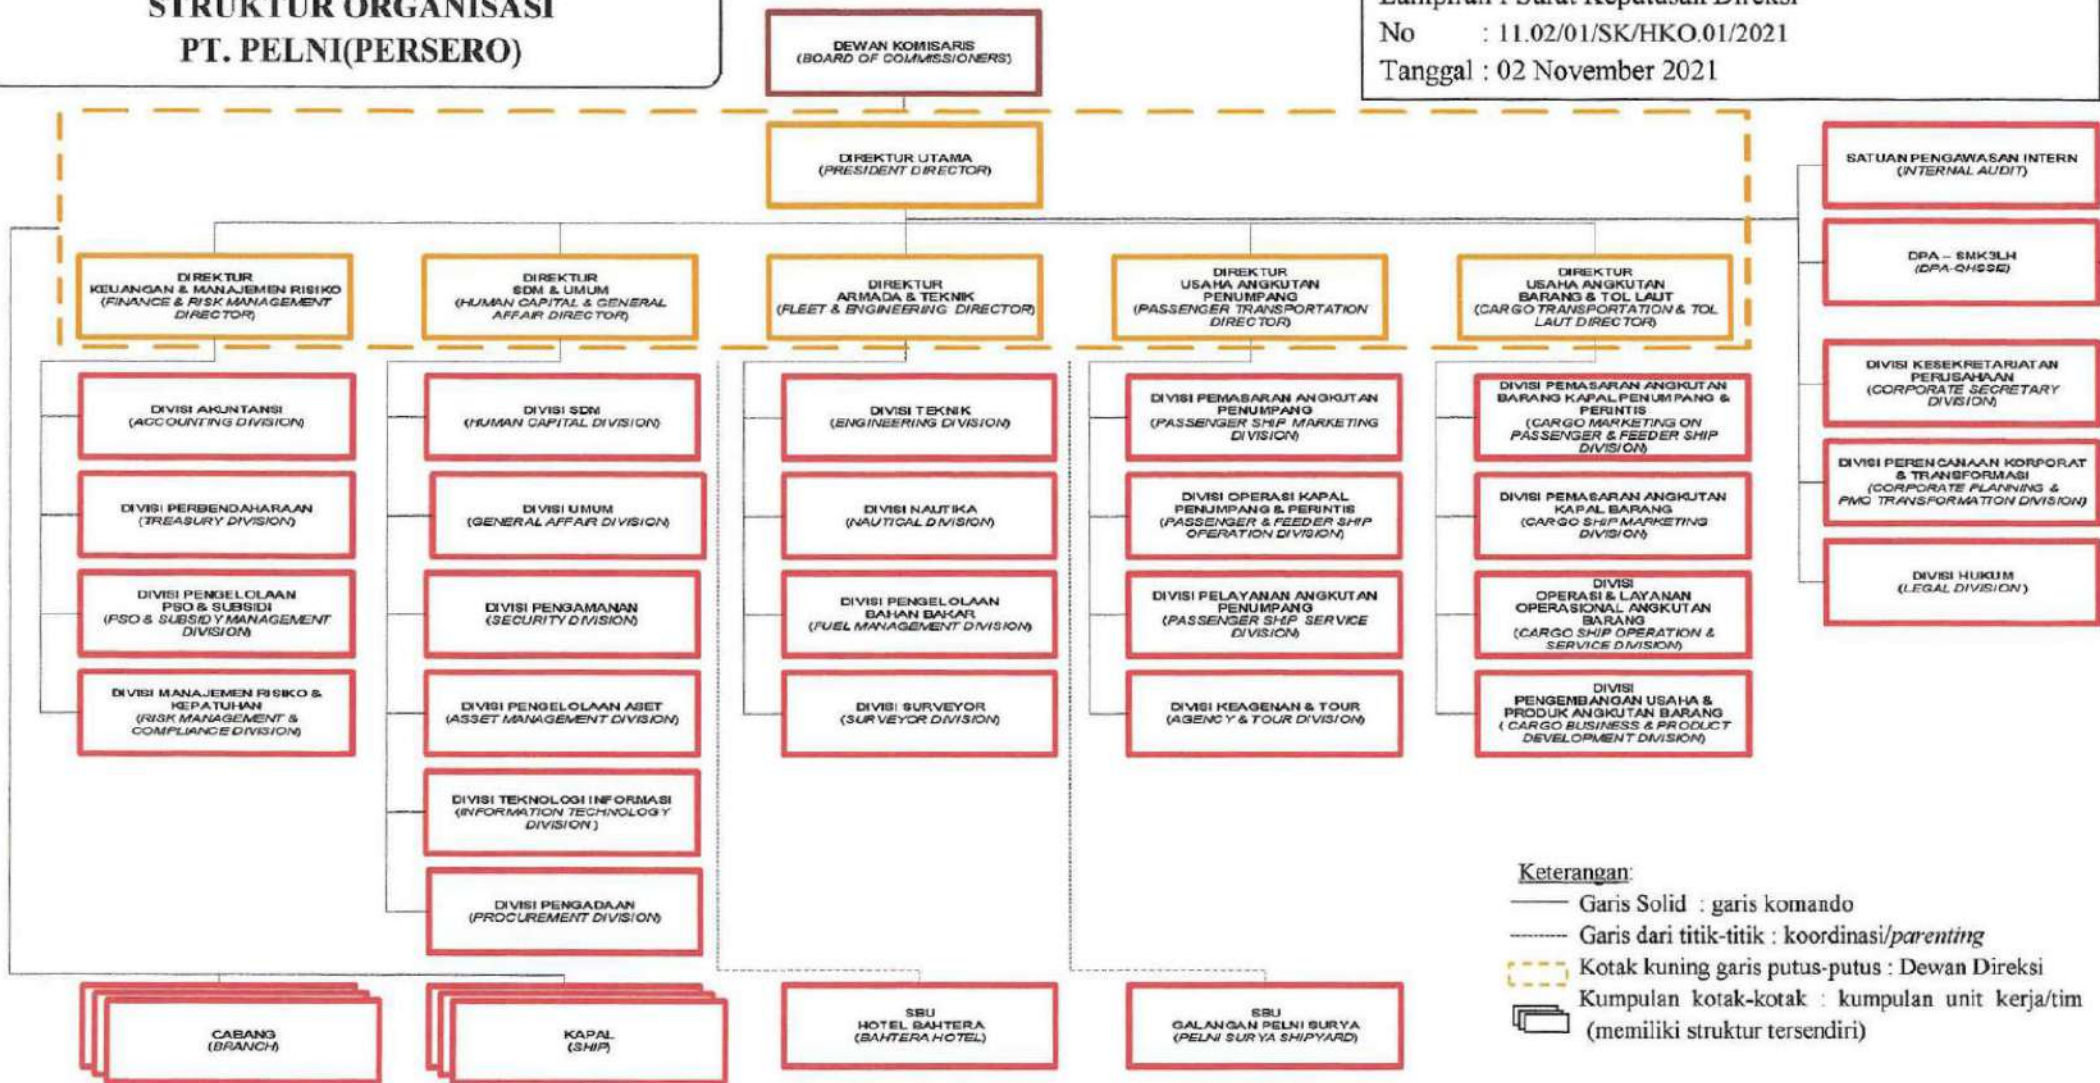 STRUKTUR ORGANISASI
PT. PELNI(PERSERO)
Lampiran : Surat Keputusan Direksi
No : 11.02/01/SK/HKO.01/2021
Tanggal : 02 November 2021
DEWAN KOMISARIS
(BOARD OF COMMISSIONERS)
DIREKTUR UTAMA
(PRESIDENT DIRECTOR)
SATUAN PENGAWASAN INTERN
(INTERNAL AUDIT)
DPA – SMK3LH
(DPA-QHSSE)
DIVISI KESEKRETARIATAN
PERUSAHAAN
(CORPORATE SECRETARY
DIVISION)
DIVISI PERENCANAAN KORPORAT
& TRANSFORMASI
(CORPORATE PLANNING &
PMO TRANSFORMATION DIVISION)
DIVISI HUKUM
(LEGAL DIVISION)
DIREKTUR
KEUANGAN & MANAJEMEN RISIKO
(FINANCE & RISK MANAGEMENT
DIRECTOR)
DIVISI AKUNTANSI
(ACCOUNTING DIVISION)
DIVISI PERBENDAHARAAN
(TREASURY DIVISION)
DIVISI PENGELOLAAN
PSO & SUBSIDI
(PSO & SUBSIDY MANAGEMENT
DIVISION)
DIVISI MANAJEMEN RISIKO &
KEPATUHAN
(RISK MANAGEMENT &
COMPLIANCE DIVISION)
DIREKTUR
SDM & UMUM
(HUMAN CAPITAL & GENERAL
AFFAIR DIRECTOR)
DIVISI SDM
(HUMAN CAPITAL DIVISION)
DIVISI UMUM
(GENERAL AFFAIR DIVISION)
DIVISI PENGAMANAN
(SECURITY DIVISION)
DIVISI PENGELOLAAN ASET
(ASSET MANAGEMENT DIVISION)
DIVISI TEKNOLOGI INFORMASI
(INFORMATION TECHNOLOGY
DIVISION )
DIVISI PENGADAAN
(PROCUREMENT DIVISION)
DIREKTUR
ARMADA & TEKNIK
(FLEET & ENGINEERING DIRECTOR)
DIVISI TEKNIK
(ENGINEERING DIVISION)
DIVISI NAUTIKA
(NAUTICAL DIVISION)
DIVISI PENGELOLAAN
BAHAN BAKAR
(FUEL MANAGEMENT DIVISION)
DIVISI SURVEYOR
(SURVEYOR DIVISION)
DIREKTUR
USAHA ANGKUTAN
PENUMPANG
(PASSENGER TRANSPORTATION
DIRECTOR)
DIVISI PEMASARAN ANGKUTAN
PENUMPANG
(PASSENGER SHIP MARKETING
DIVISION)
DIVISI OPERASI KAPAL
PENUMPANG & PERINTIS
(PASSENGER & FEEDER SHIP
OPERATION DIVISION)
DIVISI PELAYANAN ANGKUTAN
PENUMPANG
(PASSENGER SHIP SERVICE
DIVISION)
DIVISI KEAGENAN & TOUR
(AGENCY & TOUR DIVISION)
DIREKTUR
USAHA ANGKUTAN
BARANG & TOL LAUT
(CARGO TRANSPORTATION & TOL
LAUT DIRECTOR)
DIVISI PEMASARAN ANGKUTAN
BARANG KAPAL PENUMPANG &
PERINTIS
(CARGO MARKETING ON
PASSENGER & FEEDER SHIP
DIVISION)
DIVISI PEMASARAN ANGKUTAN
KAPAL BARANG
(CARGO SHIP MARKETING
DIVISION)
DIVISI
OPERASI & LAYANAN
OPERASIONAL ANGKUTAN
BARANG
(CARGO SHIP OPERATION &
SERVICE DIVISION)
DIVISI
PENGEMBANGAN USAHA &
PRODUK ANGKUTAN BARANG
( CARGO BUSINESS & PRODUCT
DEVELOPMENT DIVISION)
CABANG
(BRANCH)
KAPAL
(SHIP)
SBU
HOTEL BAHTERA
(BAHTERA HOTEL)
SBU
GALANGAN PELNI SURYA
(PELNI SURYA SHIPYARD)
Keterangan:
Garis Solid : garis komando
Garis dari titik-titik : koordinasi/parenting
Kotak kuning garis putus-putus : Dewan Direksi
Kumpulan kotak-kotak : kumpulan unit kerja/tim
(memiliki struktur tersendiri)